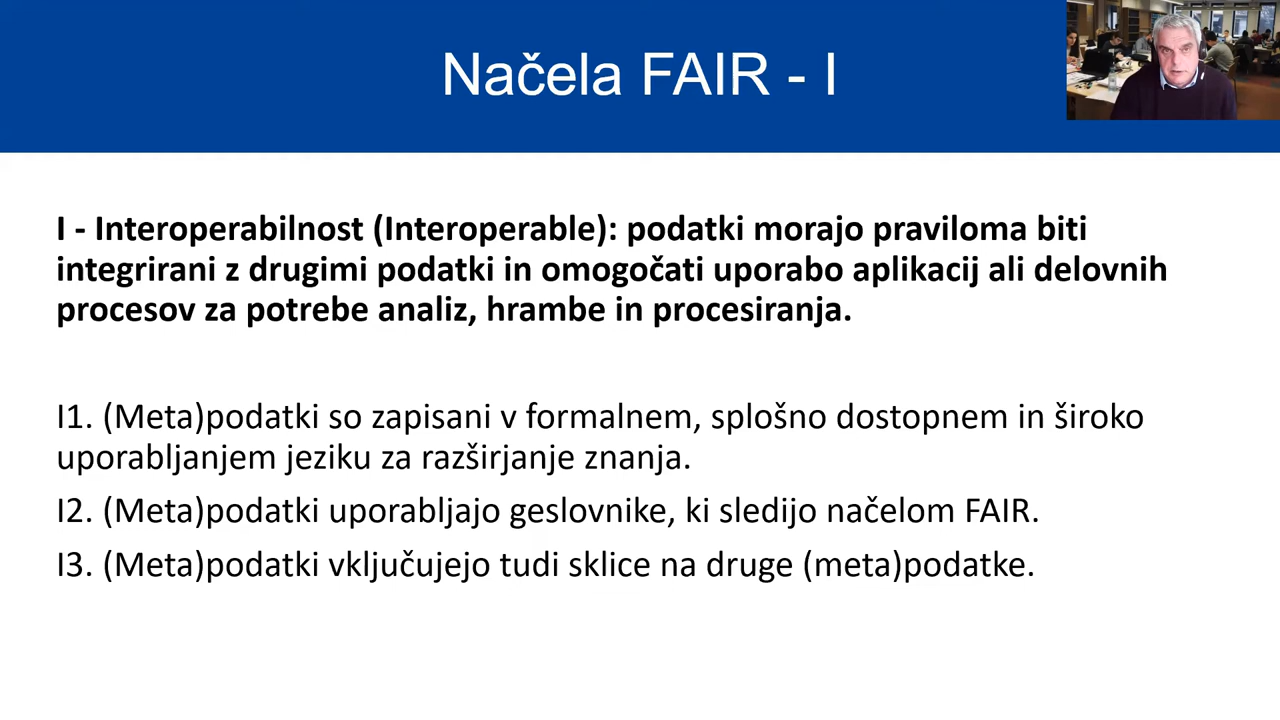 Načela FAIR - I
I - Interoperabilnost (Interoperable): podatki morajo praviloma biti
integrirani z drugimi podatki in omogočati uporabo aplikacij ali delovnih
procesov za potrebe analiz, hrambe in procesiranja.
I1. (Meta)podatki so zapisani v formalnem, splošno dostopnem in široko
uporabljanjem jeziku za razširjanje znanja.
I2. (Meta)podatki uporabljajo geslovnike, ki sledijo načelom FAIR.
I3. (Meta)podatki vključujejo tudi sklice na druge (meta)podatke.